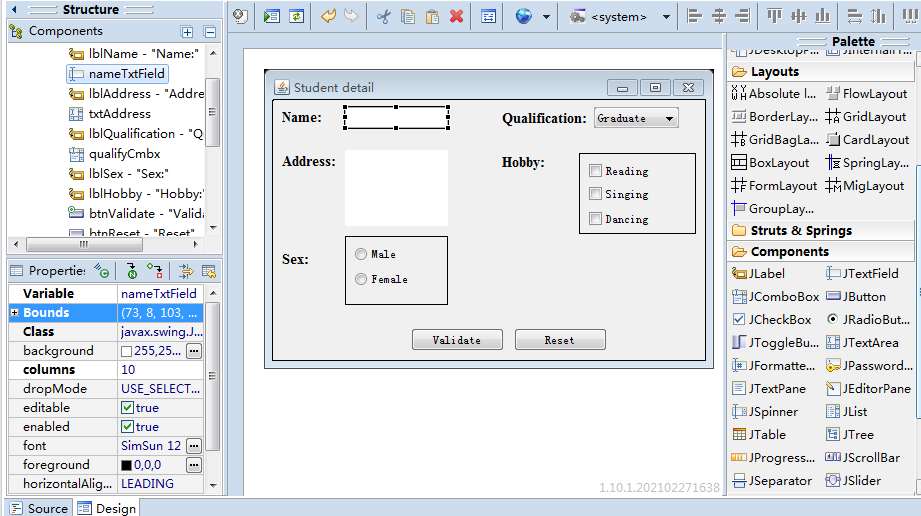 Structure
Components
lblName - "Name:"
nameTxtField
lblAddress - "Addre
txtAddress
lblQualification - "Q
qualifyCmbx
lblSex - "Sex:"
lblHobby - "Hobby:"
btnValidate - "Valida
btnReset - "Reset"
Properties
Variable nameTxtField
Bounds (73, 8, 103, ...
Class javax.swing.J...
background 255,25... ...
columns 10
dropMode USE_SELECT...
editable true
enabled true
font SimSun 12 ...
foreground 0,0,0 ...
horizontalAlig... LEADING
Source Design
<system>
Student detail
Name: Qualification: Graduate
Address: Hobby: Reading
Singing
Dancing
Sex: Male
Female
Validate Reset
1.10.1.202102271638
Palette
JDesktopP... JInternalF...
Layouts
Absolute l... FlowLayout
BorderLay... GridLayout
GridBagLa... CardLayout
BoxLayout SpringLay...
FormLayout MigLayout
GroupLay...
Struts & Springs
Components
JLabel JTextField
JComboBox JButton
JCheckBox JRadioBut...
JToggleBu... JTextArea
JFormatte... JPassword...
JTextPane JEditorPane
JSpinner JList
JTable JTree
JProgress... JScrollBar
JSeparator JSlider